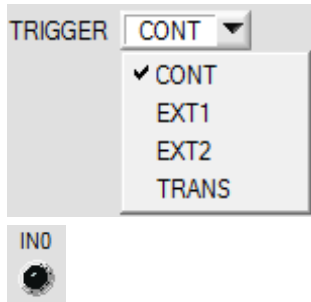 TRIGGER CONT
CONT
EXT1
EXT2
TRANS
IN0